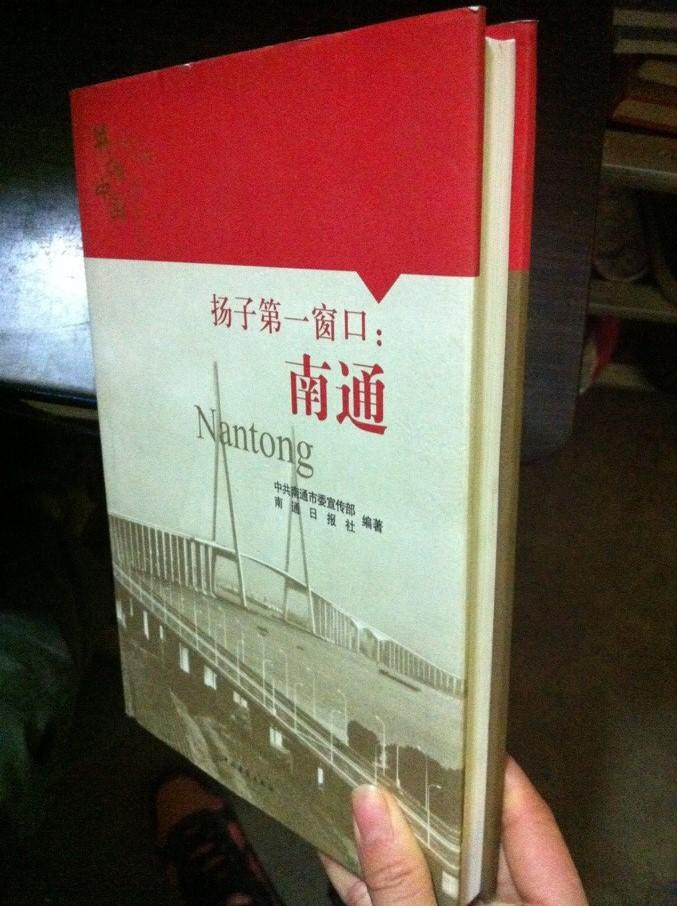 扬子第一窗口：
南通
Nantong
中共南通市委宣传部
南通日报社
编著